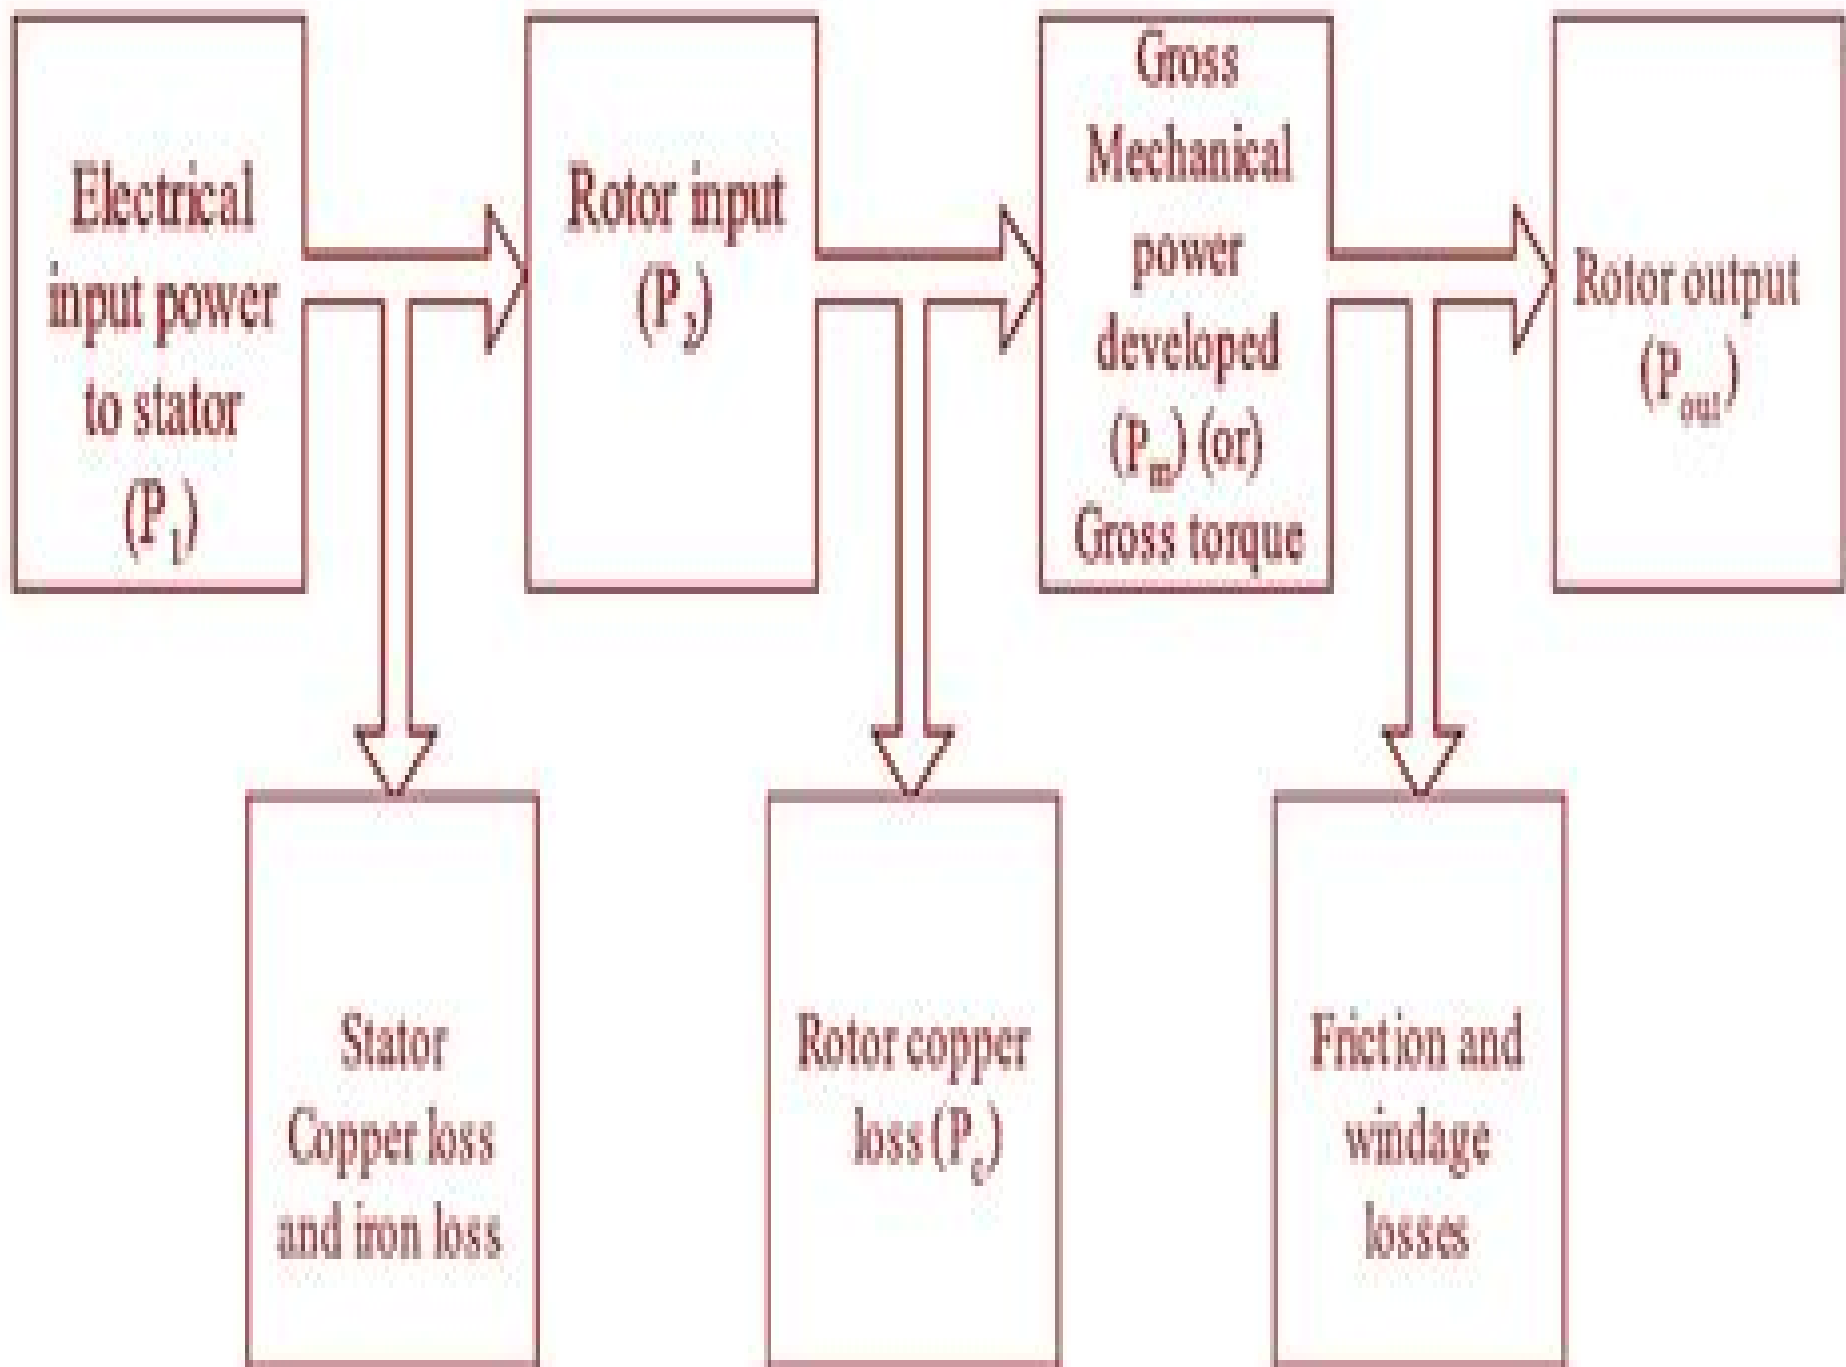 Electrical
input power
to stator
(P1)
Rotor input
(P2)
Gross
Mechanical
power
developed
(Pm) (or)
Gross torque
Rotor output
(Pout)
Stator
Copper loss
and iron loss
Rotor copper
loss (Pc)
Friction and
windage
losses